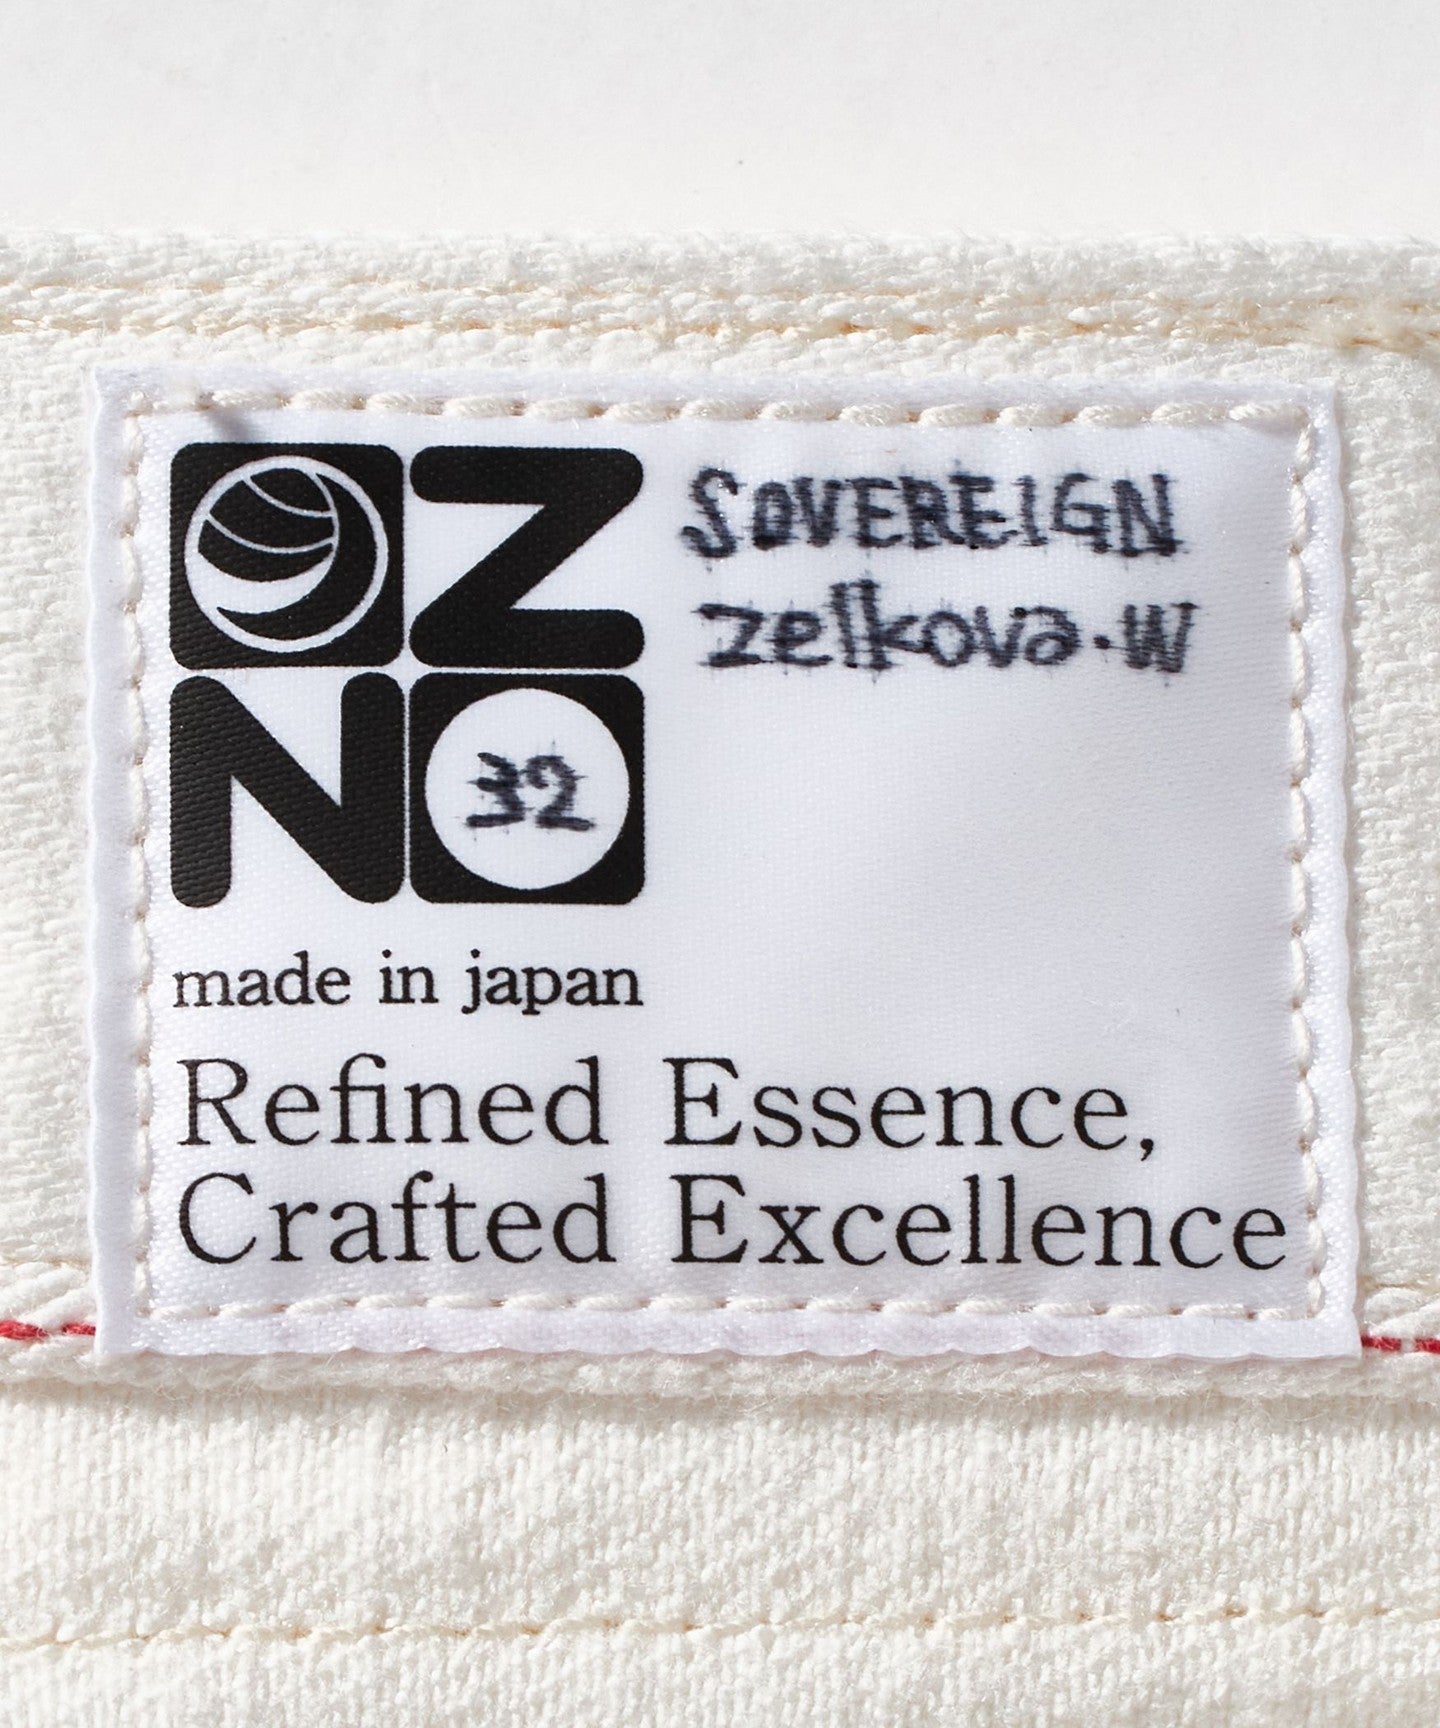 OZ
SOVEREIGN
zelkova.W
NO
32
made in japan
Refined Essence,
Crafted Excellence